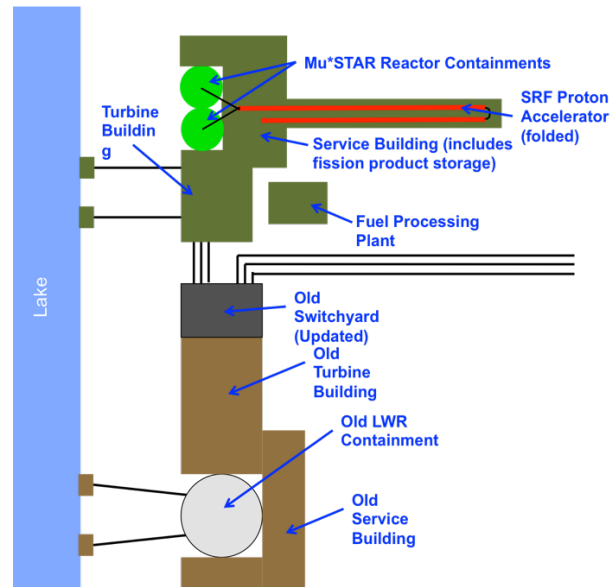 Mu*STAR Reactor Containments
SRF Proton
Accelerator
(folded)
Turbine
Buildin
g
Service Building (includes
fission product storage)
Fuel Processing
Plant
Lake
Old
Switchyard
(Updated)
Old
Turbine
Building
Old LWR
Containment
Old
Service
Building